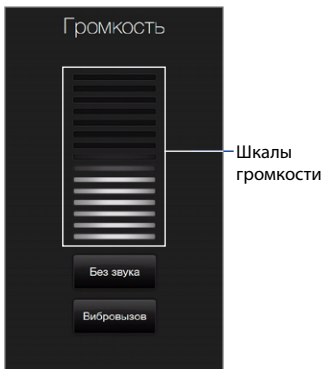 Громкость
Шкалы
громкости
Без звука
Вибровызов